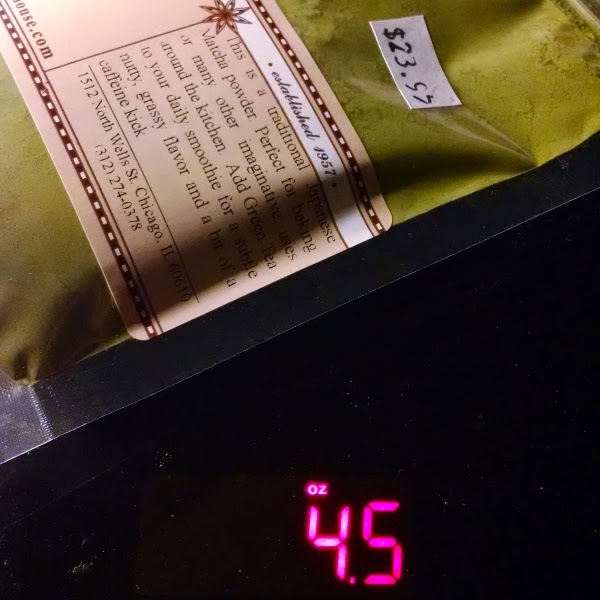 house.com
• established 1957 •
This is a traditional Japanese
Matcha powder. Perfect for baking
or many other imaginative uses
around the kitchen. Add Green Tea
to your daily smoothie for a subtle
nutty, grassy flavor and a bit of a
caffeine kick.
1512 North Wells St. Chicago, IL 60610
(312) 274-0378
oz
4.5